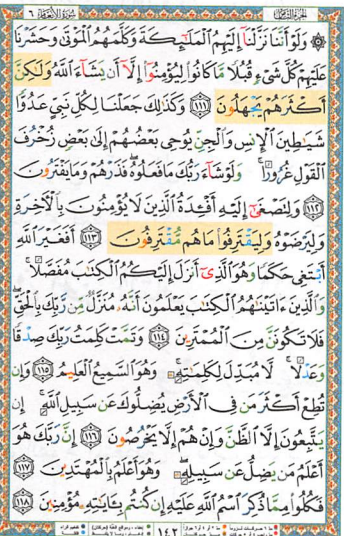 الجزء الثامن سورة الأنعام ٦
۞ وَلَوْ أَنَّنَا نَزَّلْنَا إِلَيْهِمُ الْمَلَٰٓئِكَةَ وَكَلَّمَهُمُ الْمَوْتَىٰ وَحَشَرْنَا
عَلَيْهِمْ كُلَّ شَىْءٍ قُبُلًا مَّا كَانُوا۟ لِيُؤْمِنُوٓا۟ إِلَّآ أَن يَشَآءَ اللَّهُ وَلَٰكِنَّ
أَكْثَرَهُمْ يَجْهَلُونَ ﴿١١١﴾ وَكَذَٰلِكَ جَعَلْنَا لِكُلِّ نَبِىٍّ عَدُوًّا
شَيَٰطِينَ الْإِنسِ وَالْجِنِّ يُوحِى بَعْضُهُمْ إِلَىٰ بَعْضٍ زُخْرُفَ
الْقَوْلِ غُرُورًا ۚ وَلَوْ شَآءَ رَبُّكَ مَا فَعَلُوهُ ۖ فَذَرْهُمْ وَمَا يَفْتَرُونَ
﴿١١٢﴾ وَلِتَصْغَىٰٓ إِلَيْهِ أَفْـِٔدَةُ الَّذِينَ لَا يُؤْمِنُونَ بِالْـَٔاخِرَةِ
وَلِيَرْضَوْهُ وَلِيَقْتَرِفُوا۟ مَا هُم مُّقْتَرِفُونَ ﴿١١٣﴾ أَفَغَيْرَ اللَّهِ
أَبْتَغِى حَكَمًا وَهُوَ الَّذِىٓ أَنزَلَ إِلَيْكُمُ الْكِتَٰبَ مُفَصَّلًا ۚ
وَالَّذِينَ ءَاتَيْنَٰهُمُ الْكِتَٰبَ يَعْلَمُونَ أَنَّهُۥ مُنَزَّلٌ مِّن رَّبِّكَ بِالْحَقِّ ۖ
فَلَا تَكُونَنَّ مِنَ الْمُمْتَرِينَ ﴿١١٤﴾ وَتَمَّتْ كَلِمَتُ رَبِّكَ صِدْقًا
وَعَدْلًا ۚ لَّا مُبَدِّلَ لِكَلِمَٰتِهِۦ ۚ وَهُوَ السَّمِيعُ الْعَلِيمُ ﴿١١٥﴾ وَإِن
تُطِعْ أَكْثَرَ مَن فِى الْأَرْضِ يُضِلُّوكَ عَن سَبِيلِ اللَّهِ ۚ إِن
يَتَّبِعُونَ إِلَّا الظَّنَّ وَإِنْ هُمْ إِلَّا يَخْرُصُونَ ﴿١١٦﴾ إِنَّ رَبَّكَ هُوَ
أَعْلَمُ مَن يَضِلُّ عَن سَبِيلِهِۦ ۖ وَهُوَ أَعْلَمُ بِالْمُهْتَدِينَ ﴿١١٧﴾
فَكُلُوا۟ مِمَّا ذُكِرَ اسْمُ اللَّهِ عَلَيْهِ إِن كُنتُم بِـَٔايَٰتِهِۦ مُؤْمِنِينَ ﴿١١٨﴾
١٤٢